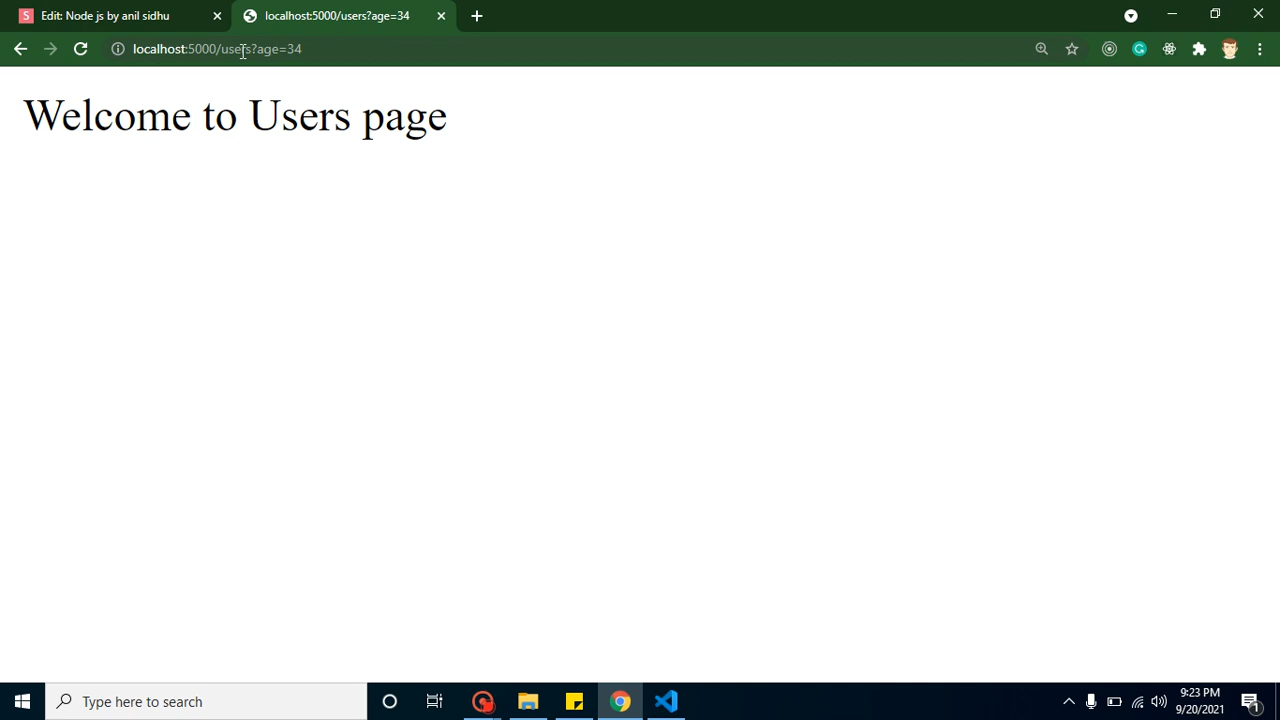 S Edit: Node js by anil sidhu
localhost:5000/users?age=34
localhost:5000/users?age=34
Welcome to Users page
Type here to search
9:23 PM
9/20/2021
1